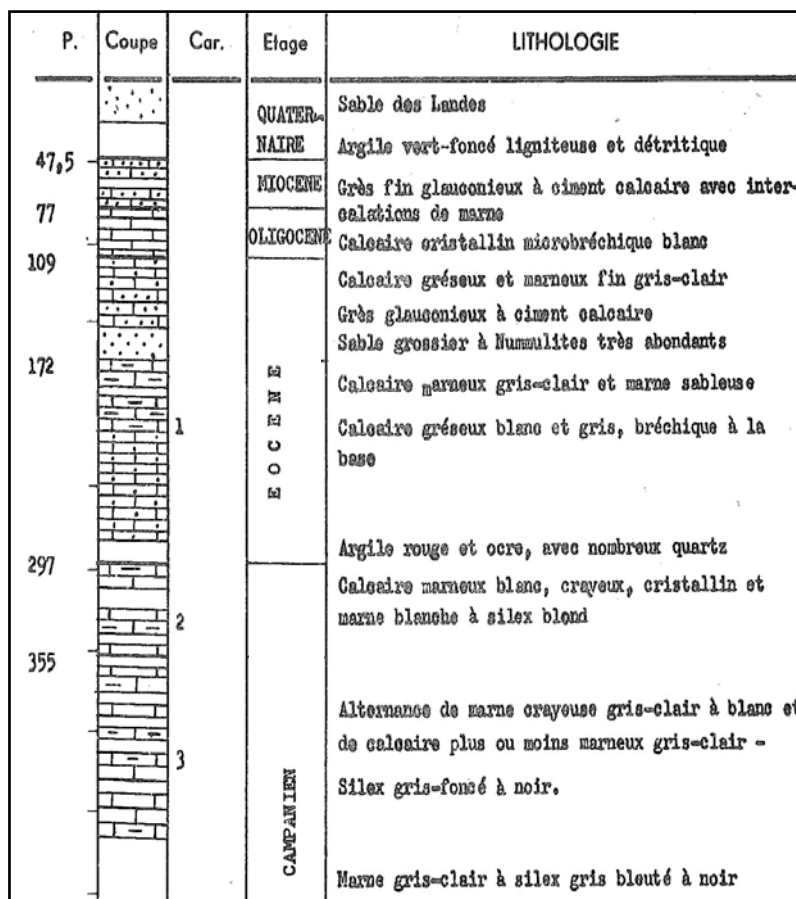 P. Coupe Car. Etage LITHOLOGIE
QUATER-
NAIRE
Sable des Landes
Argile vert-foncé ligniteuse et détritique
47,5
MIOCENE
Grès fin glauconieux à ciment calcaire avec inter-
calations de marne
77
OLIGOCENE
Calcaire cristallin microbréchique blanc
109
EOCENE
Calcaire gréseux et marneux fin gris-clair
Grès glauconieux à ciment calcaire
Sable grossier à Nummulites très abondants
172
Calcaire marneux gris-clair et marne sableuse
1
Calcaire gréseux blanc et gris, bréchique à la
base
Argile rouge et ocre, avec nombreux quartz
297
CAMPANIEN
Calcaire marneux blanc, crayeux, cristallin et
marne blanche à silex blond
2
355
Alternance de marne crayeuse gris-clair à blanc et
de calcaire plus ou moins marneux gris-clair -
3
Silex gris-foncé à noir.
Marne gris-clair à silex gris bleuté à noir